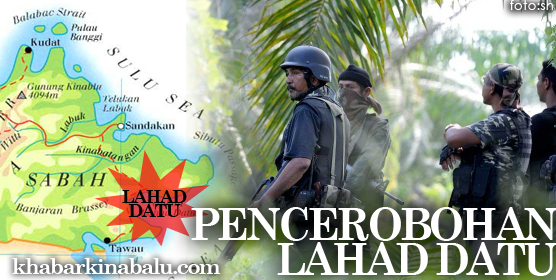 foto:sh
Balabac Strait
Pulau
Banggi
Kudat
SULU SEA
Gunung Kinabalu
4094m
Telukan
Labuk
Labuk
Sandakan
Kinabatangan
SABAH
LAHAD
DATU
Banjaran Brassey
Tawau
PENCEROBOHAN
LAHAD DATU
khabarkinabalu.com